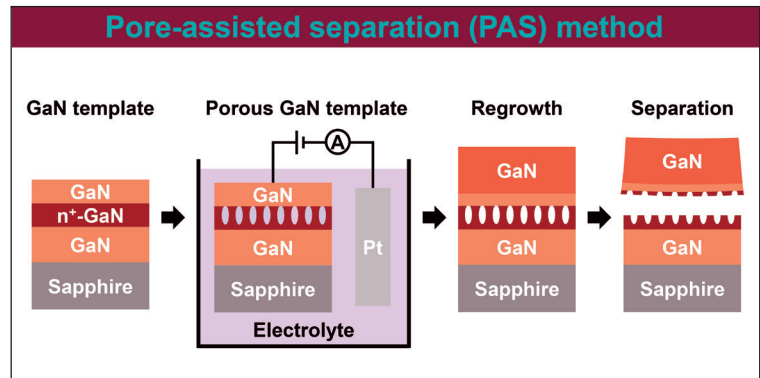 Pore-assisted separation (PAS) method
GaN template
Porous GaN template
Regrowth
Separation
GaN
n⁺-GaN
GaN
Sapphire
A
GaN
GaN
Sapphire
Pt
Electrolyte
GaN
GaN
Sapphire
GaN
GaN
Sapphire